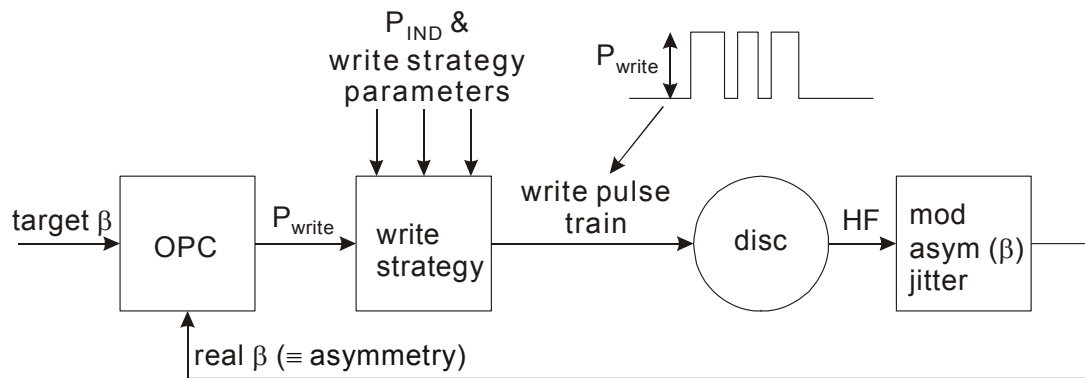 P_IND &
write strategy
parameters
P_write
target β
OPC
P_write
write
strategy
write pulse
train
disc
HF
mod
asym (β)
jitter
real β (≡ asymmetry)